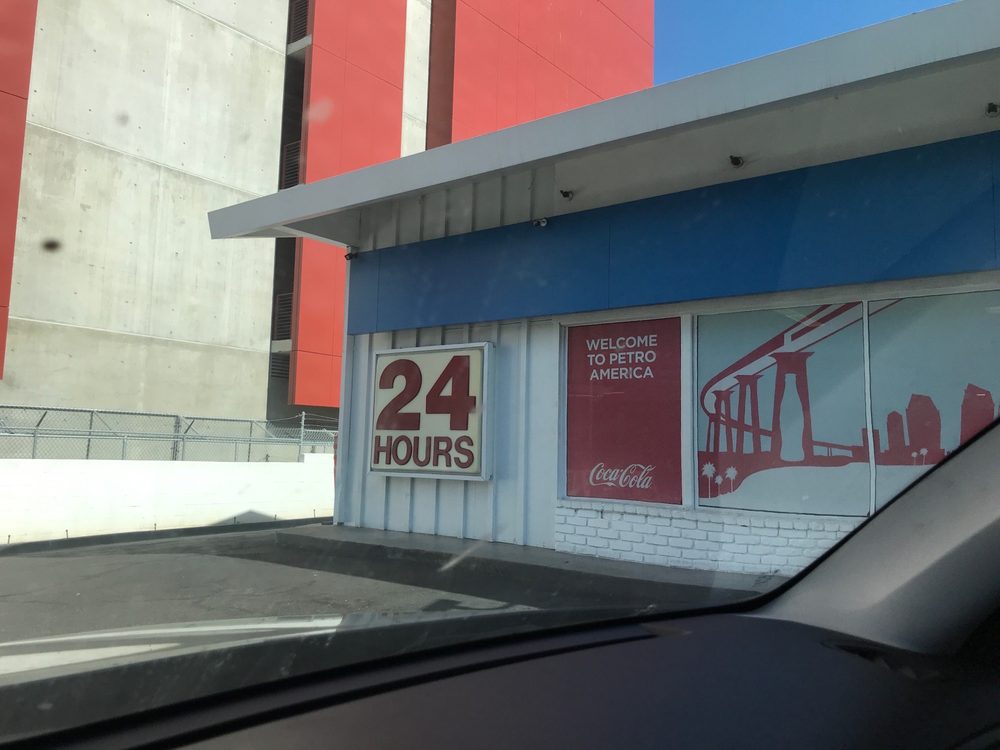 24
HOURS
WELCOME
TO PETRO
AMERICA
Coca-Cola